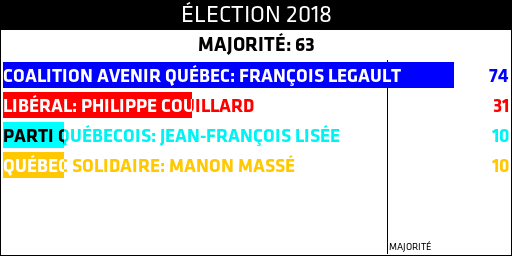 ÉLECTION 2018
MAJORITÉ: 63
COALITION AVENIR QUÉBEC: FRANÇOIS LEGAULT 74
LIBÉRAL: PHILIPPE COUILLARD 31
PARTI QUÉBECOIS: JEAN-FRANÇOIS LISÉE 10
QUÉBEC SOLIDAIRE: MANON MASSÉ 10
MAJORITÉ